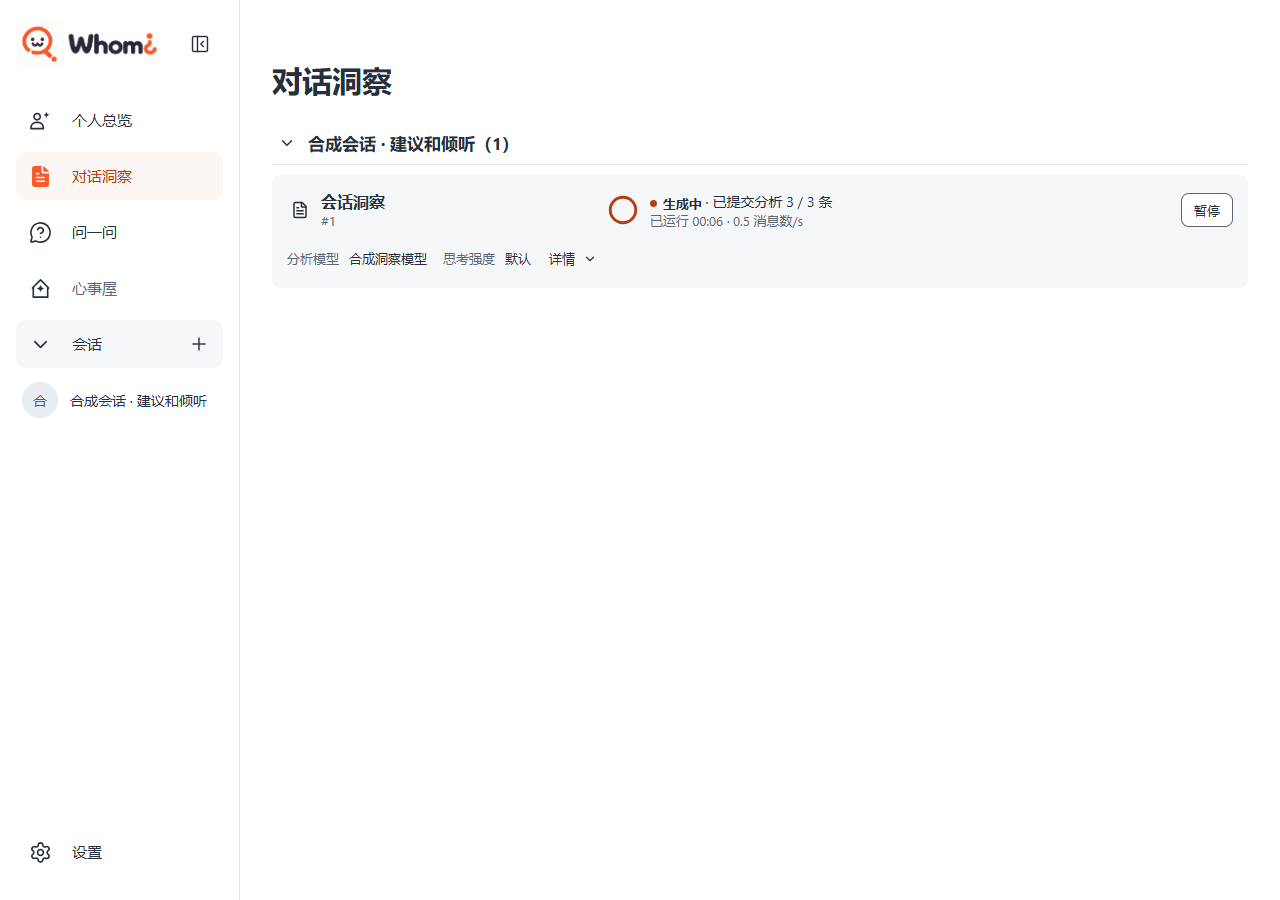 Whomi
个人总览
对话洞察
问一问
心事屋
会话
合
合成会话 · 建议和倾听
设置
对话洞察
合成会话 · 建议和倾听（1）
会话洞察
#1
生成中 · 已提交分析 3 / 3 条
已运行 00:06 · 0.5 消息数/s
暂停
分析模型 合成洞察模型 思考强度 默认 详情